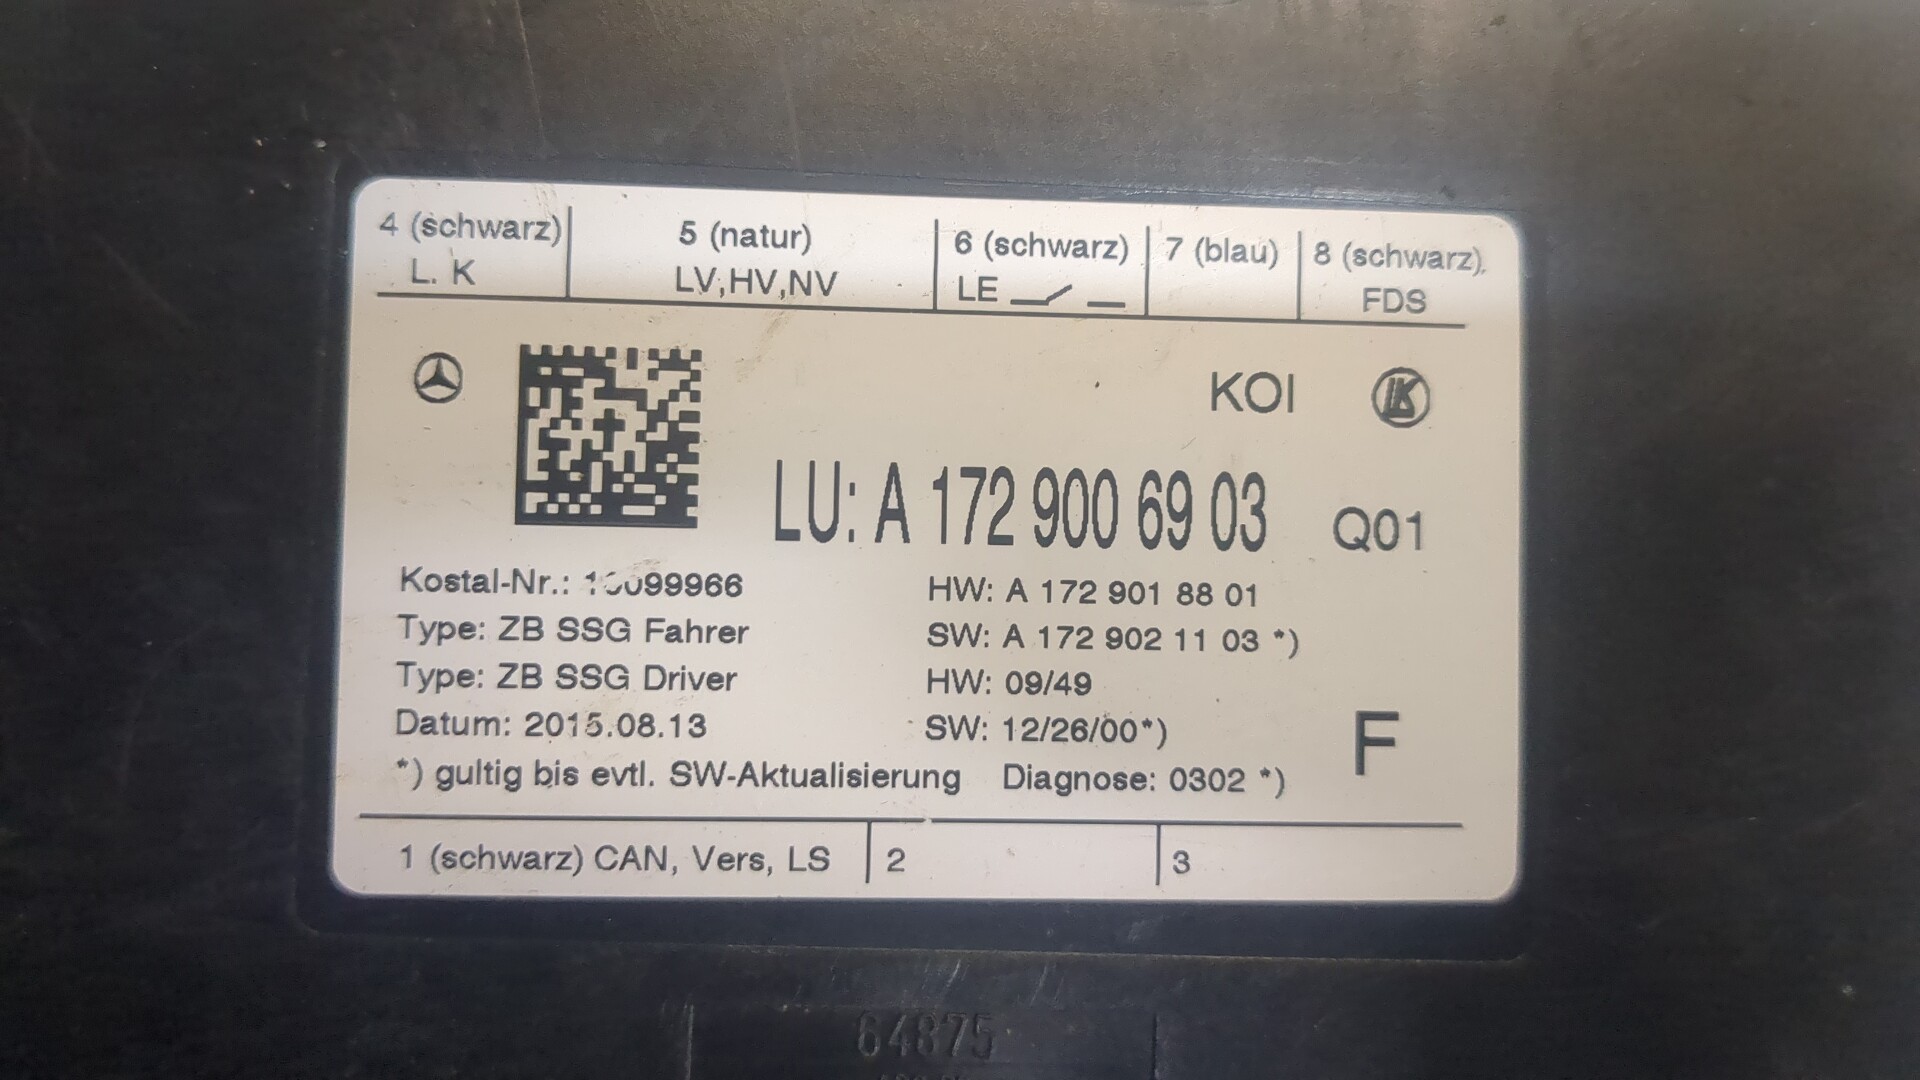 4 (schwarz) 5 (natur) 6 (schwarz) 7 (blau) 8 (schwarz)
L. K LV,HV,NV LE FDS
KOI
LU: A 172 900 69 03 Q01
Kostal-Nr.: HW: A 172 901 88 01
Type: ZB SSG Fahrer SW: A 172 902 11 03 *)
Type: ZB SSG Driver HW: 09/49
Datum: 2015.08.13 SW: 12/26/00*)
F
*) gultig bis evtl. SW-Aktualisierung Diagnose: 0302 *)
1 (schwarz) CAN, Vers, LS 2 3
64875